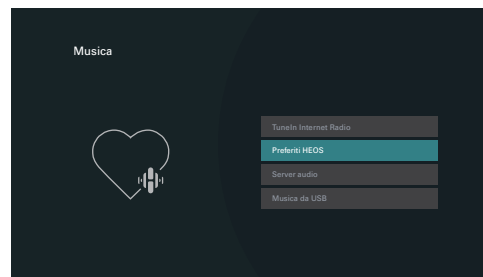 Musica
TuneIn Internet Radio
Preferiti HEOS
Server audio
Musica da USB